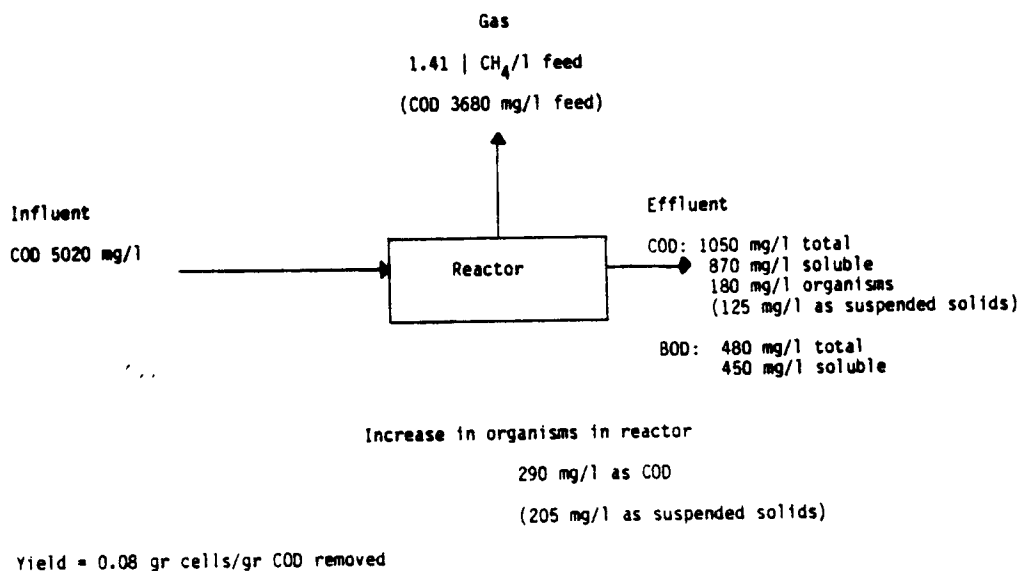 Gas
1.41 | CH4/l feed
(COD 3680 mg/l feed)
Influent
COD 5020 mg/l
Reactor
Effluent
COD: 1050 mg/l total
870 mg/l soluble
180 mg/l organisms
(125 mg/l as suspended solids)
BOD: 480 mg/l total
450 mg/l soluble
Increase in organisms in reactor
290 mg/l as COD
(205 mg/l as suspended solids)
Yield = 0.08 gr cells/gr COD removed